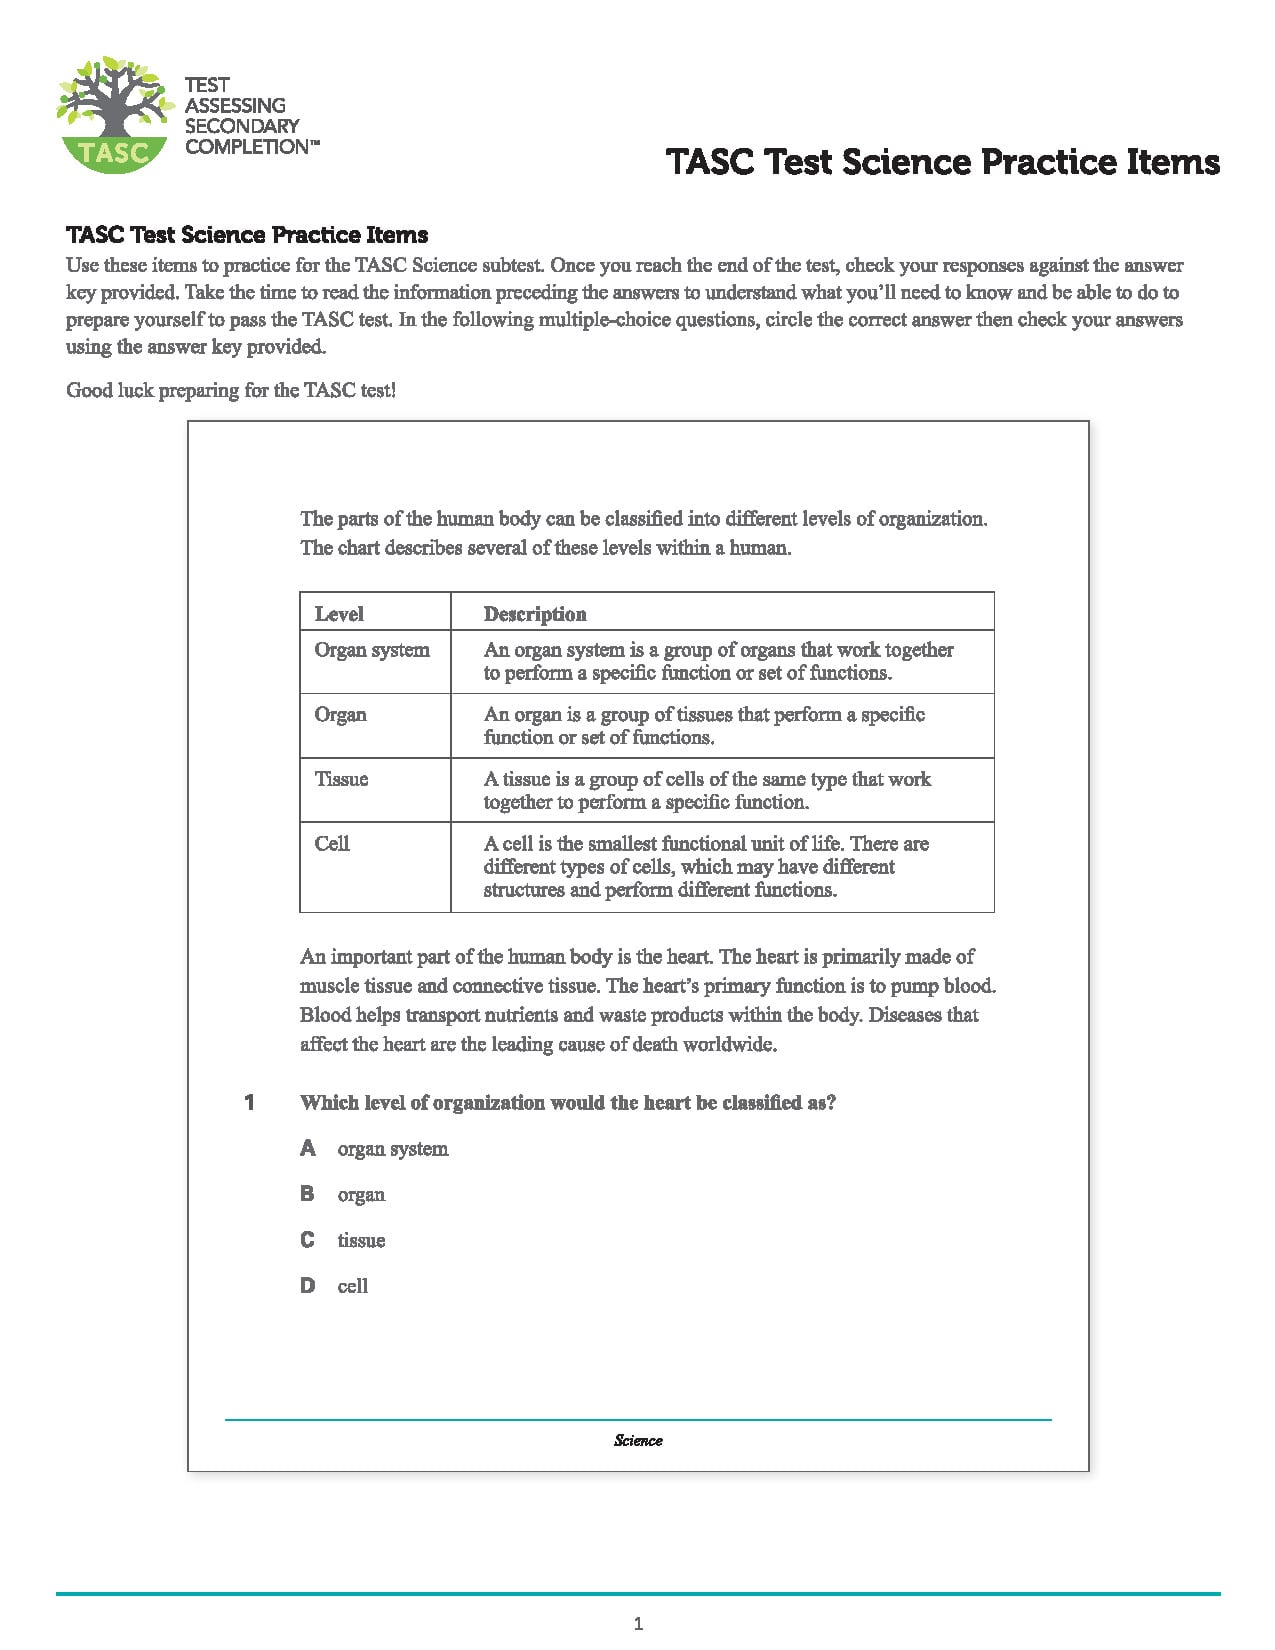 TEST
ASSESSING
SECONDARY
COMPLETION™
TASC
TASC Test Science Practice Items
TASC Test Science Practice Items
Use these items to practice for the TASC Science subtest. Once you reach the end of the test, check your responses against the answer
key provided. Take the time to read the information preceding the answers to understand what you’ll need to know and be able to do to
prepare yourself to pass the TASC test. In the following multiple-choice questions, circle the correct answer then check your answers
using the answer key provided.
Good luck preparing for the TASC test!
The parts of the human body can be classified into different levels of organization.
The chart describes several of these levels within a human.
Level Description
Organ system An organ system is a group of organs that work together
to perform a specific function or set of functions.
Organ An organ is a group of tissues that perform a specific
function or set of functions.
Tissue A tissue is a group of cells of the same type that work
together to perform a specific function.
Cell A cell is the smallest functional unit of life. There are
different types of cells, which may have different
structures and perform different functions.
An important part of the human body is the heart. The heart is primarily made of
muscle tissue and connective tissue. The heart’s primary function is to pump blood.
Blood helps transport nutrients and waste products within the body. Diseases that
affect the heart are the leading cause of death worldwide.
1 Which level of organization would the heart be classified as?
A organ system
B organ
C tissue
D cell
Science
1